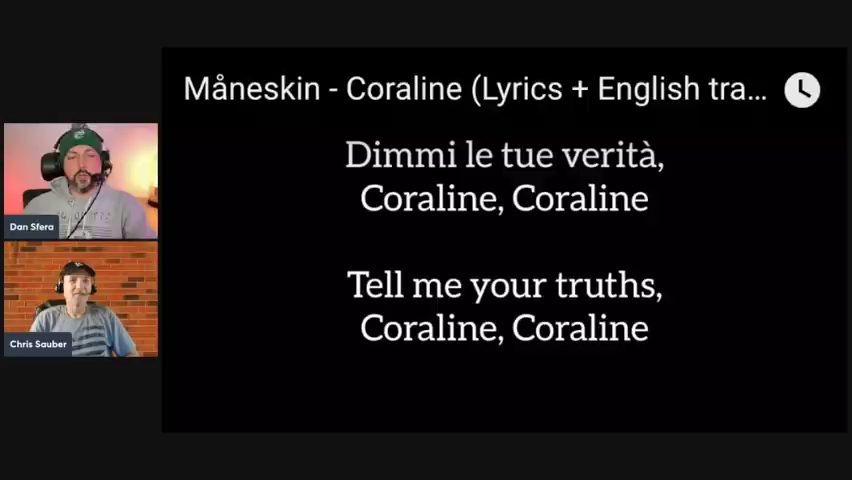 Måneskin - Coraline (Lyrics + English tra...
Dimmi le tue verità,
Coraline, Coraline
Tell me your truths,
Coraline, Coraline
Dan Sfera
Chris Sauber